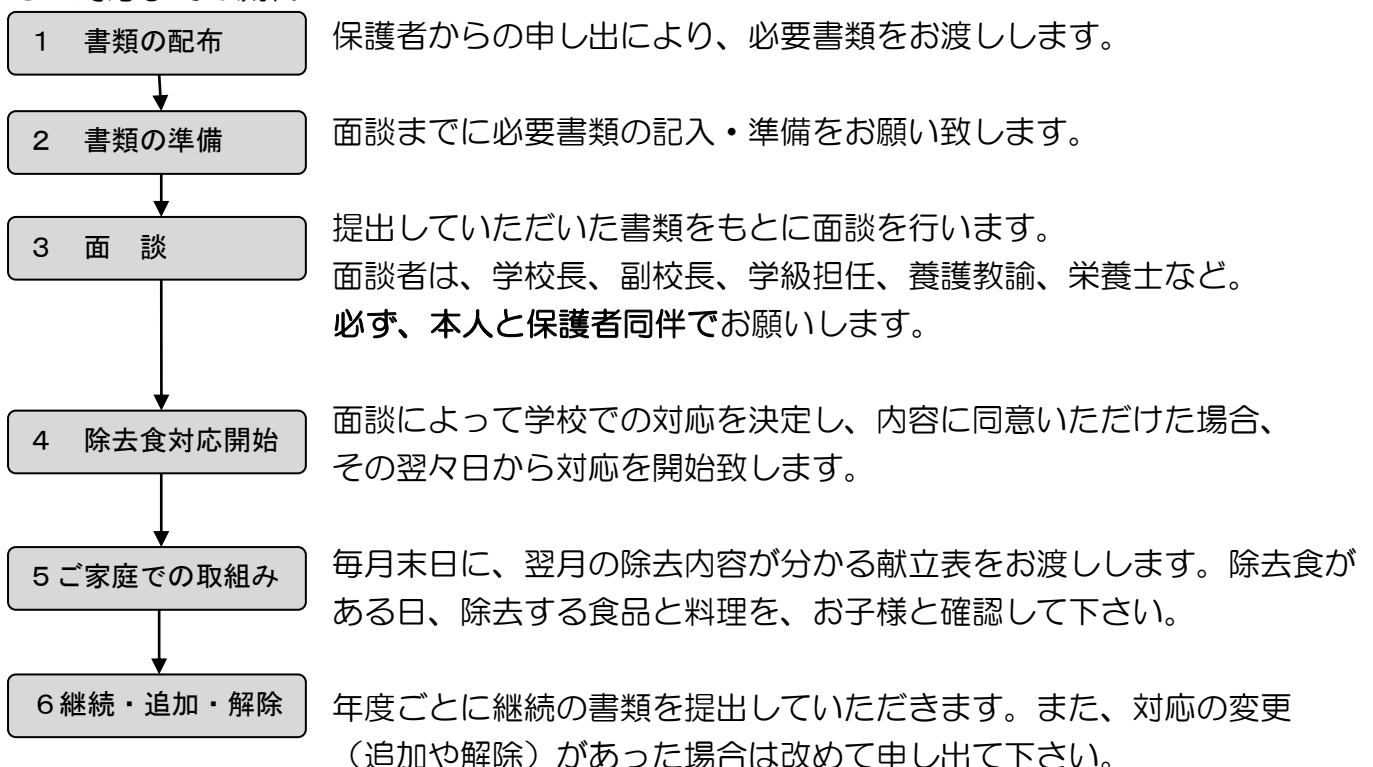 1　書類の配布
保護者からの申し出により、必要書類をお渡しします。
2　書類の準備
面談までに必要書類の記入・準備をお願い致します。
3　面　談
提出していただいた書類をもとに面談を行います。
面談者は、学校長、副校長、学級担任、養護教諭、栄養士など。
必ず、本人と保護者同伴でお願いします。
4　除去食対応開始
面談によって学校での対応を決定し、内容に同意いただけた場合、
その翌々日から対応を開始致します。
5ご家庭での取組み
毎月末日に、翌月の除去内容が分かる献立表をお渡しします。除去食が
ある日、除去する食品と料理を、お子様と確認して下さい。
6継続・追加・解除
年度ごとに継続の書類を提出していただきます。また、対応の変更
（追加や解除）があった場合は改めて申し出て下さい。